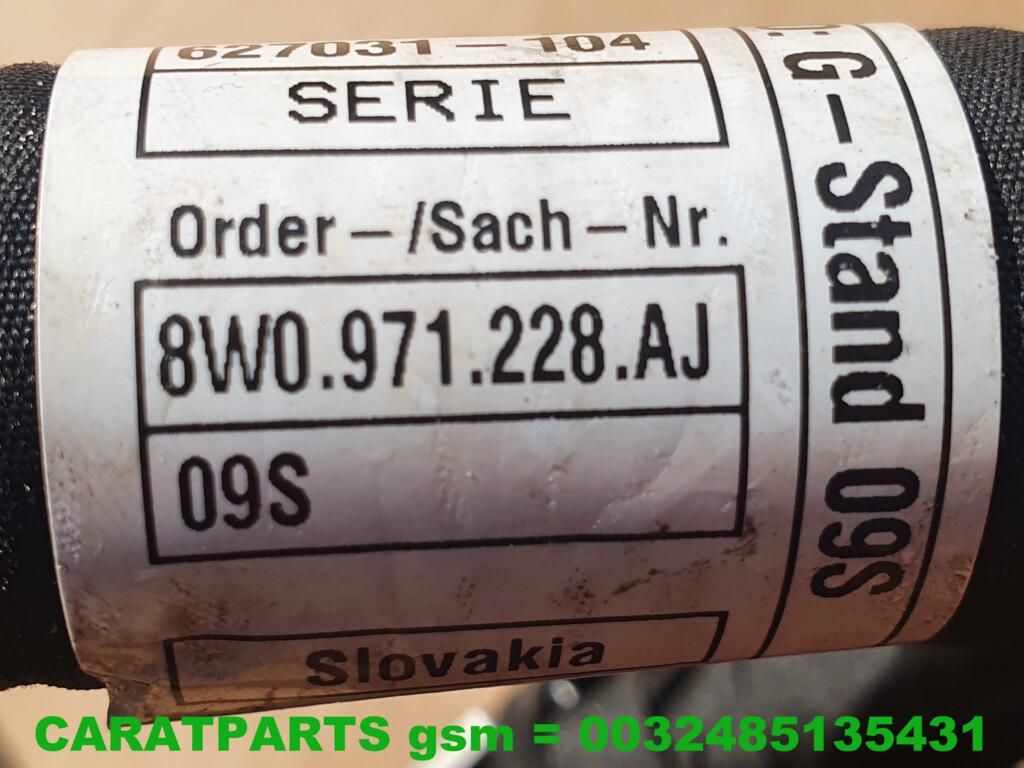 627031-104
SERIE
Order-/Sach-Nr.
8W0.971.228.AJ
09S
Slovakia
G-Stand 09S
CARATPARTS gsm = 0032485135431